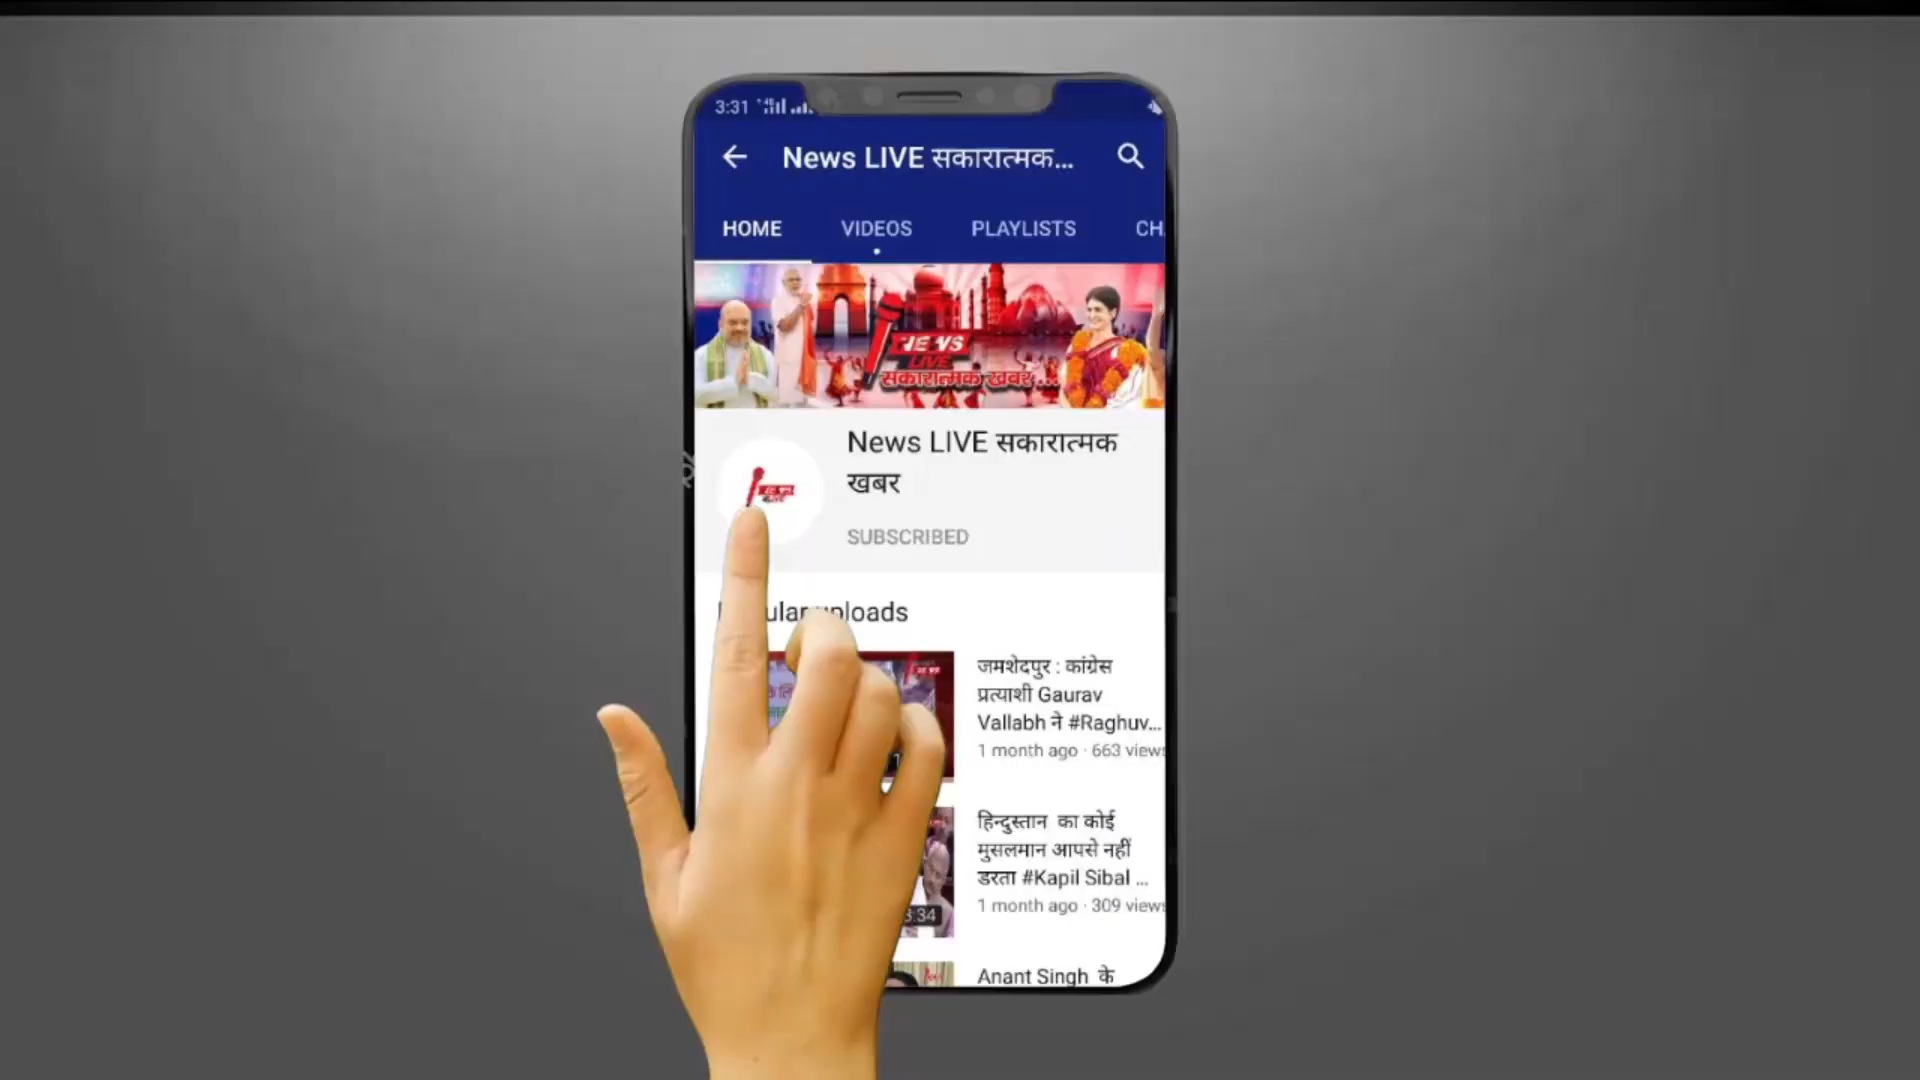 3:31
News LIVE सकारात्मक...
HOME VIDEOS PLAYLISTS CH
NEWS
LIVE
सकारात्मक खबर ...
News LIVE सकारात्मक
खबर
SUBSCRIBED
uploads
जमशेदपुर : कांग्रेस
प्रत्याशी Gaurav
Vallabh ने #Raghuv...
1 month ago · 663 views
हिन्दुस्तान का कोई
मुसलमान आपसे नहीं
डरता #Kapil Sibal ...
1 month ago · 309 views
3:34
Anant Singh के